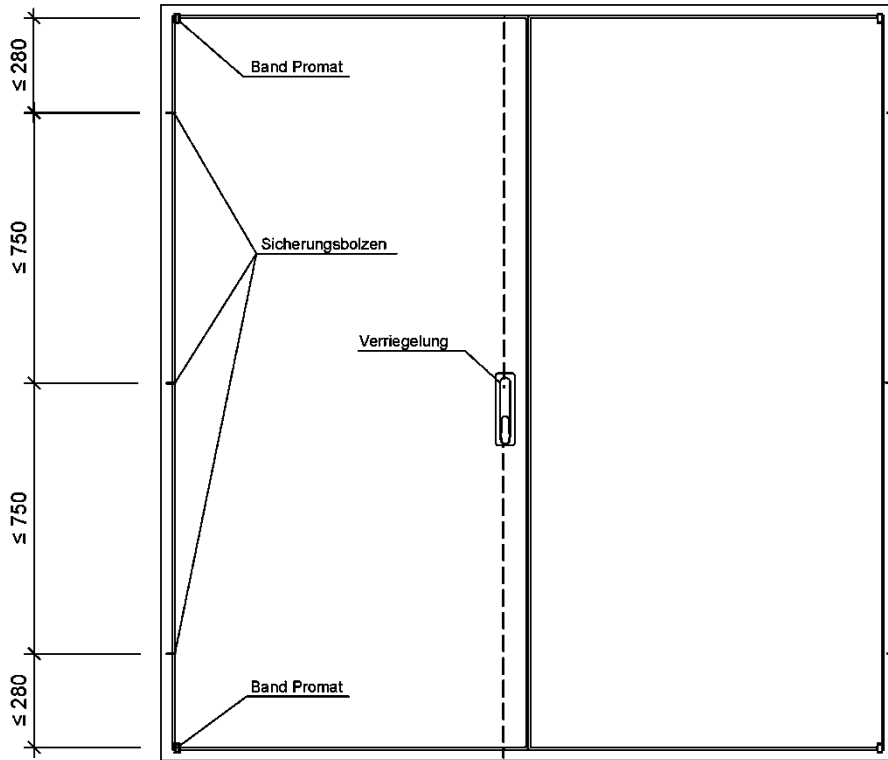 ≤ 280
Band Promat
≤ 750
Sicherungsbolzen
Verriegelung
≤ 750
≤ 280
Band Promat